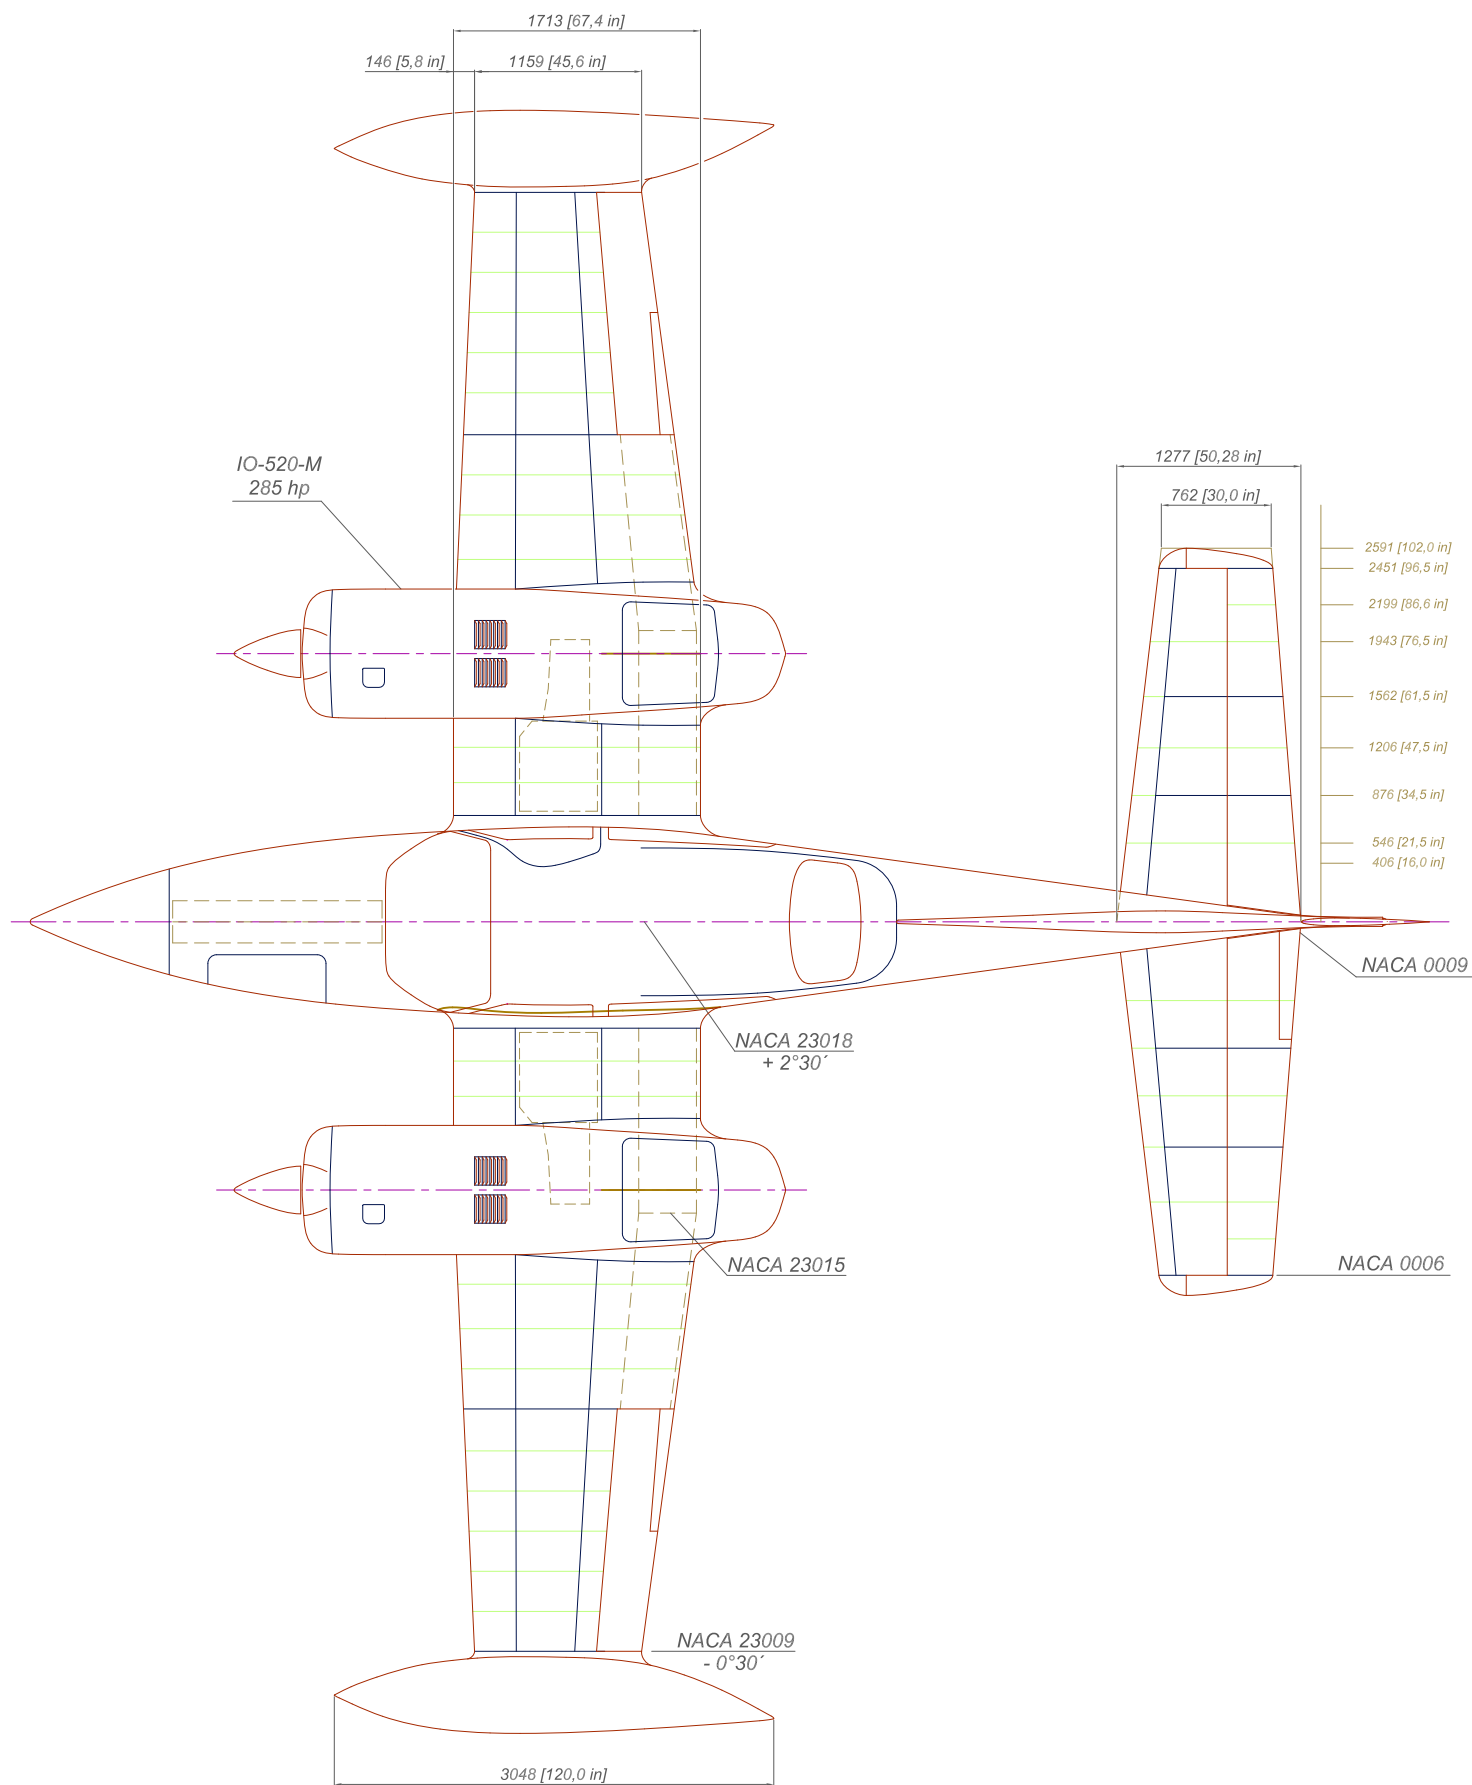 1713 [67,4 in]
146 [5,8 in]
1159 [45,6 in]
IO-520-M
285 hp
1277 [50,28 in]
762 [30,0 in]
2591 [102,0 in]
2451 [96,5 in]
2199 [86,6 in]
1943 [76,5 in]
1562 [61,5 in]
1206 [47,5 in]
876 [34,5 in]
546 [21,5 in]
406 [16,0 in]
NACA 0009
NACA 23018
+ 2°30´
NACA 23015
NACA 0006
NACA 23009
- 0°30´
3048 [120,0 in]